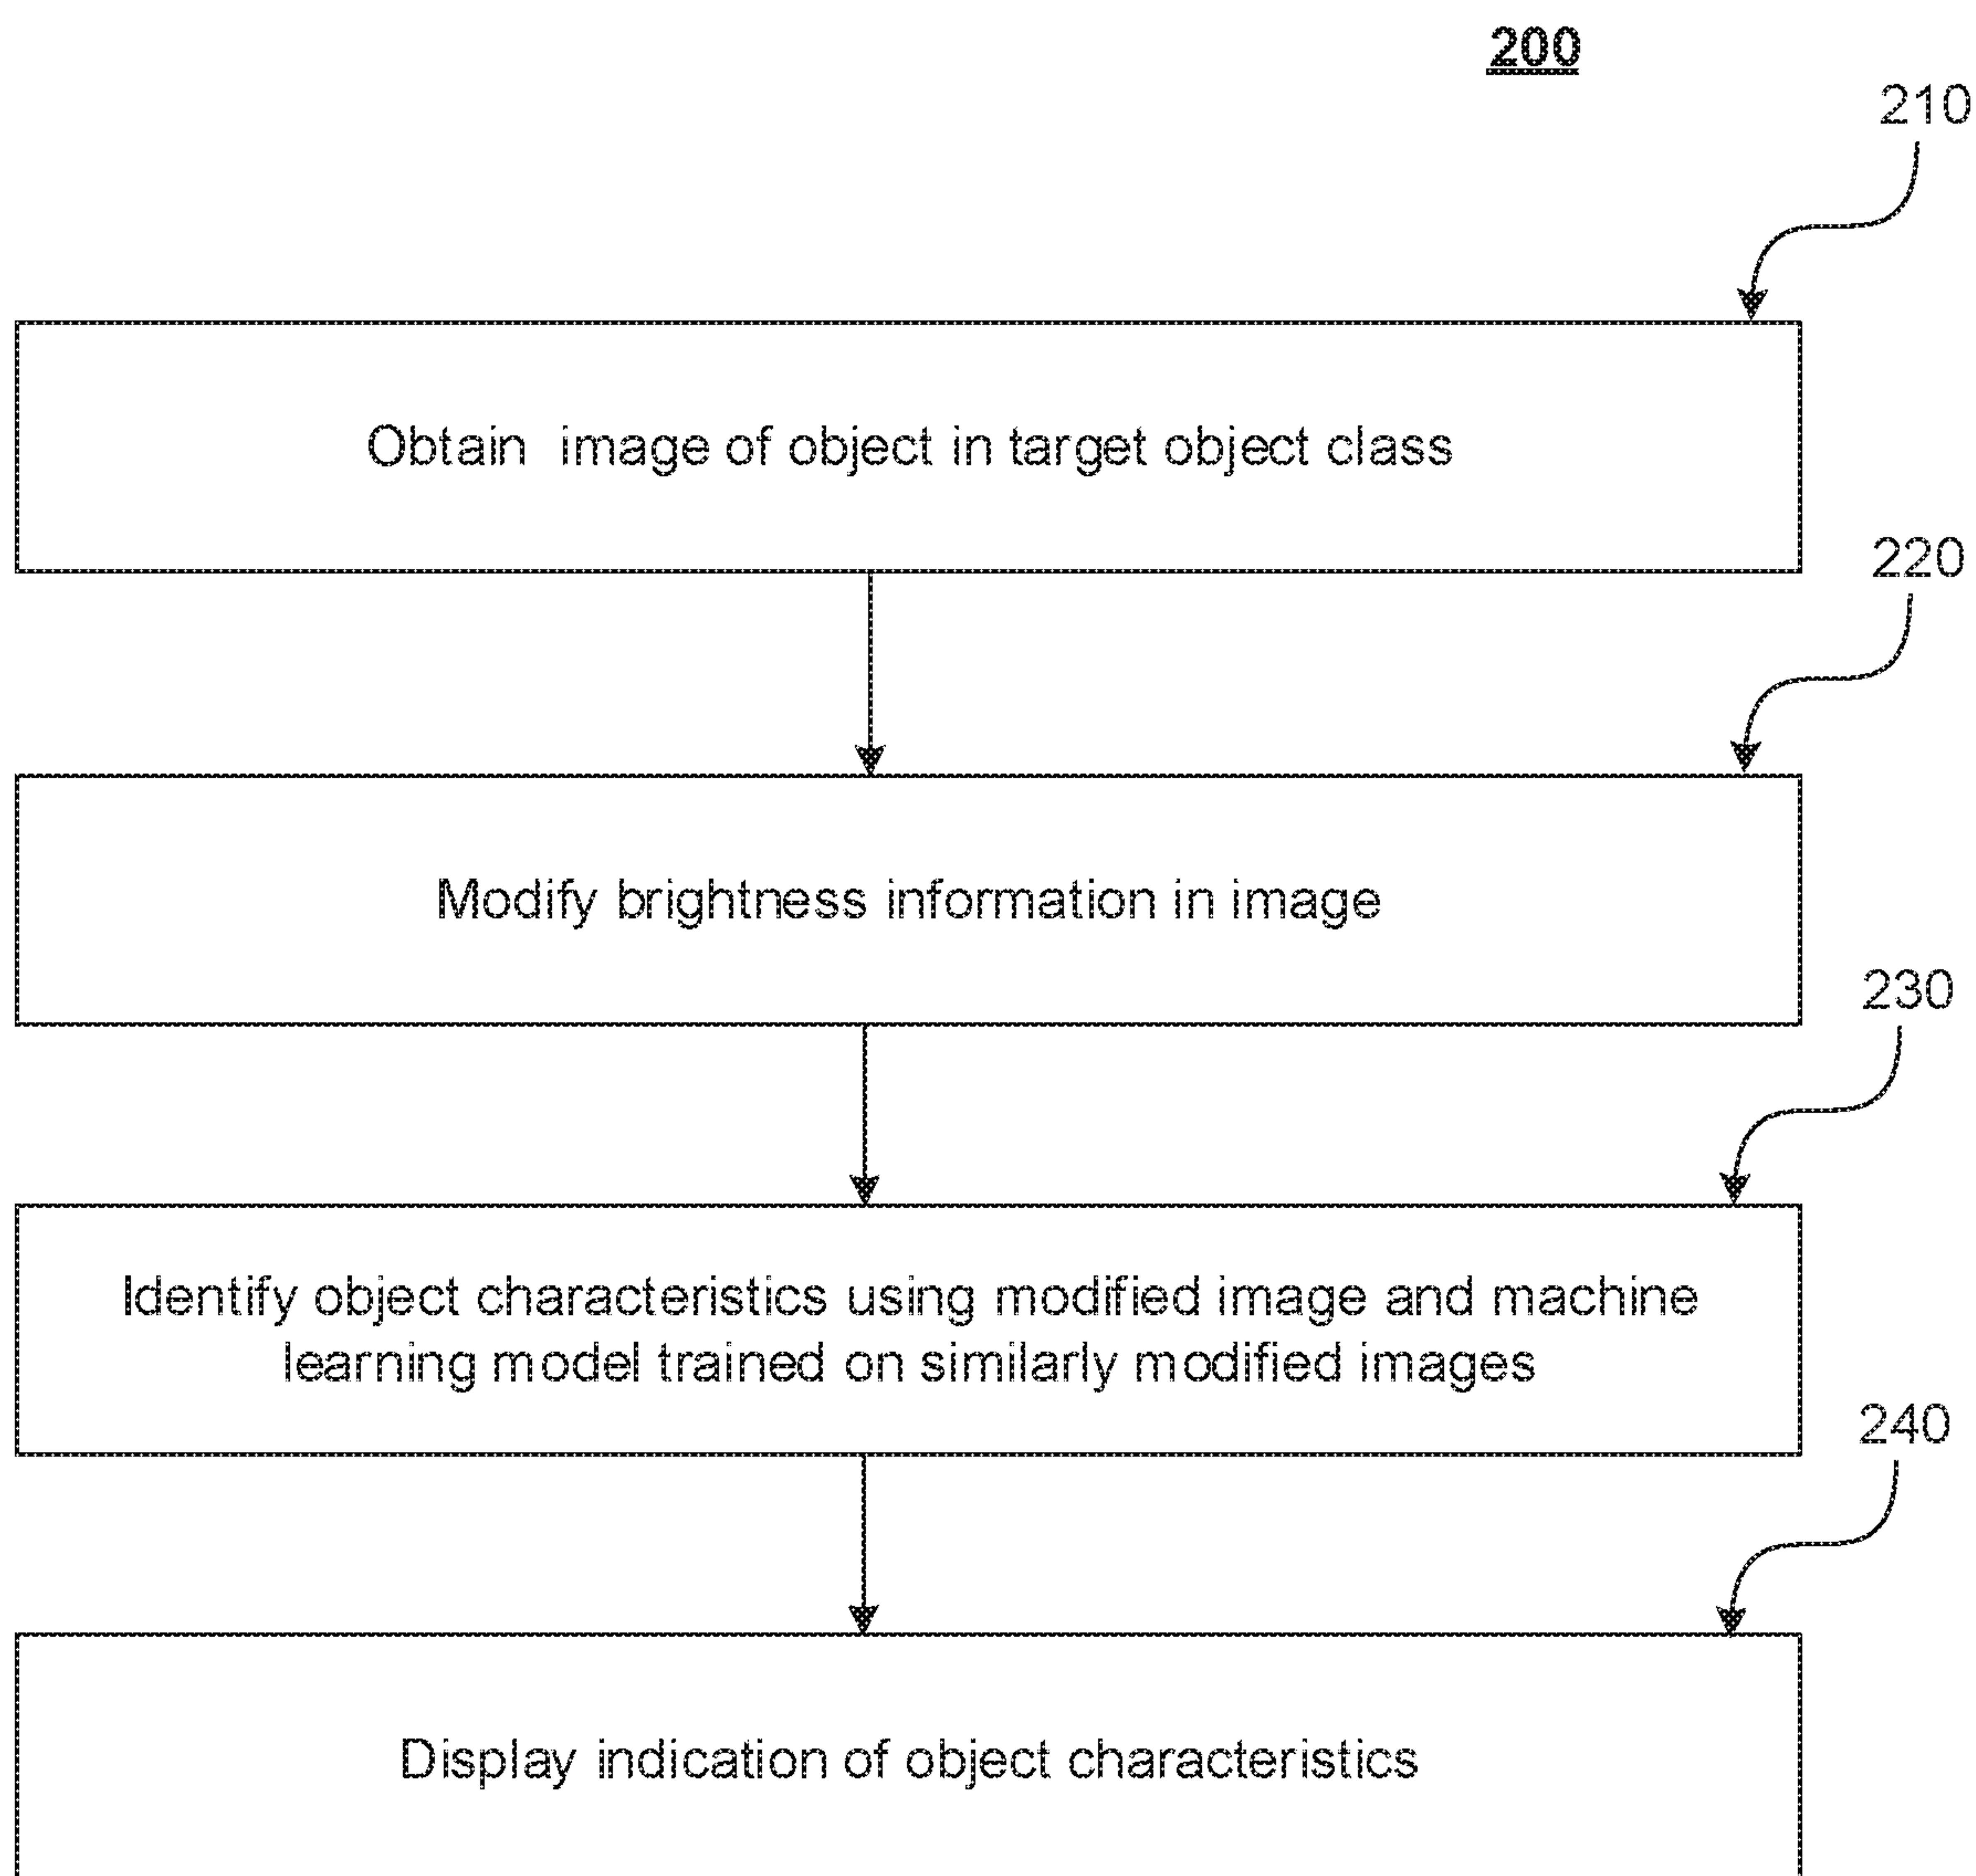 200
210
Obtain image of object in target object class
220
Modify brightness information in image
230
Identify object characteristics using modified image and machine
learning model trained on similarly modified images
240
Display indication of object characteristics